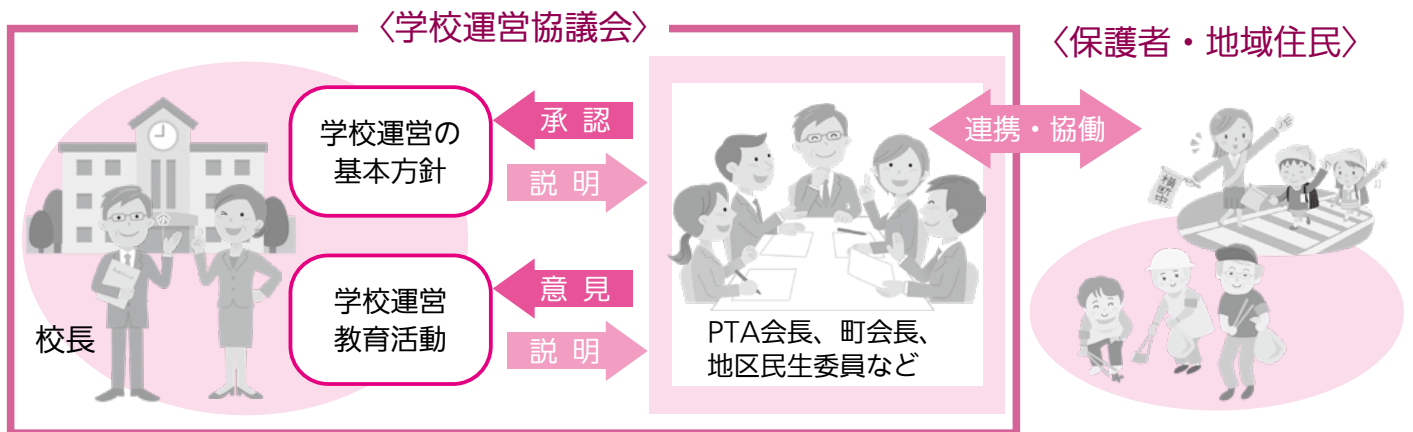 〈学校運営協議会〉
〈保護者・地域住民〉
学校運営の
基本方針
承 認
説 明
学校運営
教育活動
意 見
説 明
校長
PTA会長、町会長、
地区民生委員など
連携・協働
横断中